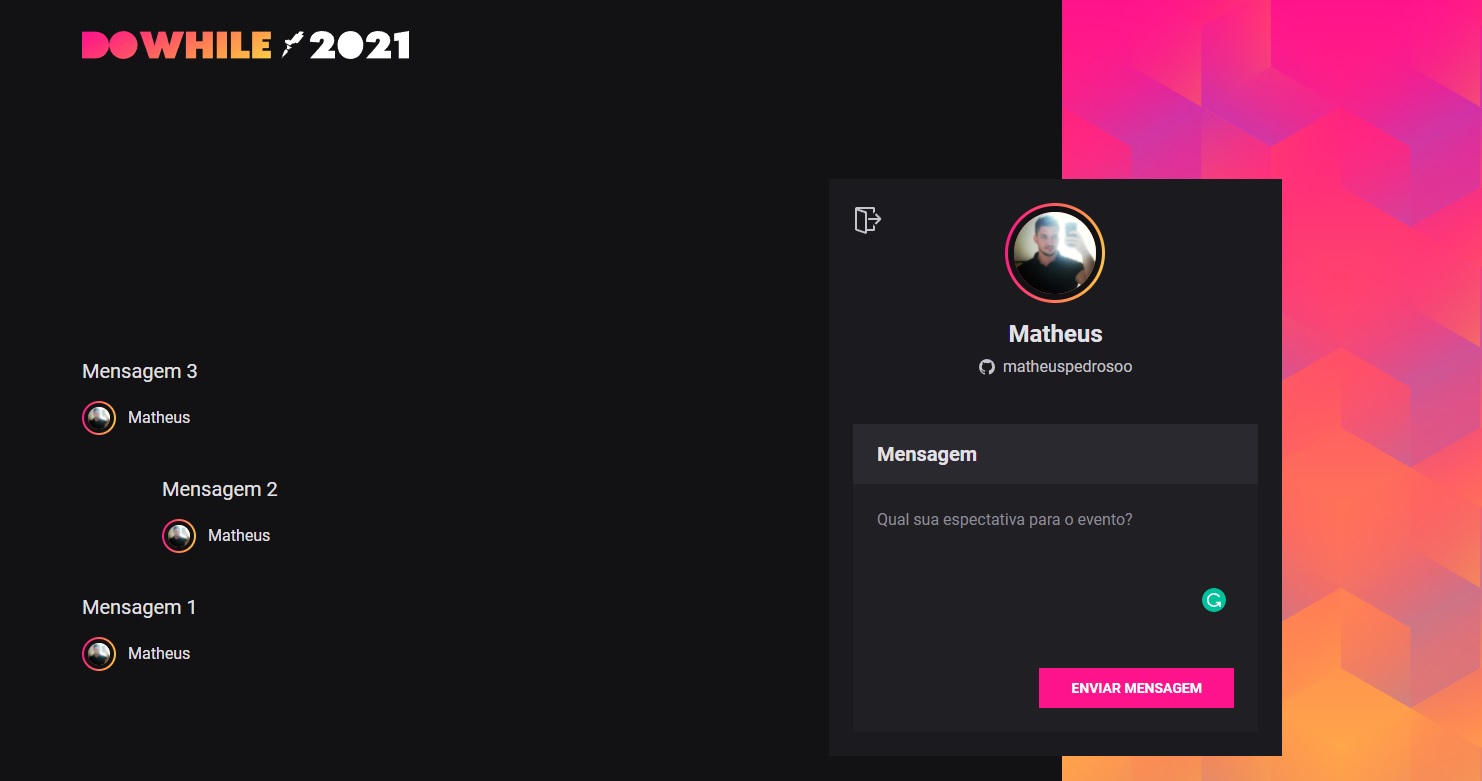 DOWHILE 2021
Mensagem 3
Matheus
Mensagem 2
Matheus
Mensagem 1
Matheus
Matheus
matheuspedrosoo
Mensagem
Qual sua espectativa para o evento?
ENVIAR MENSAGEM